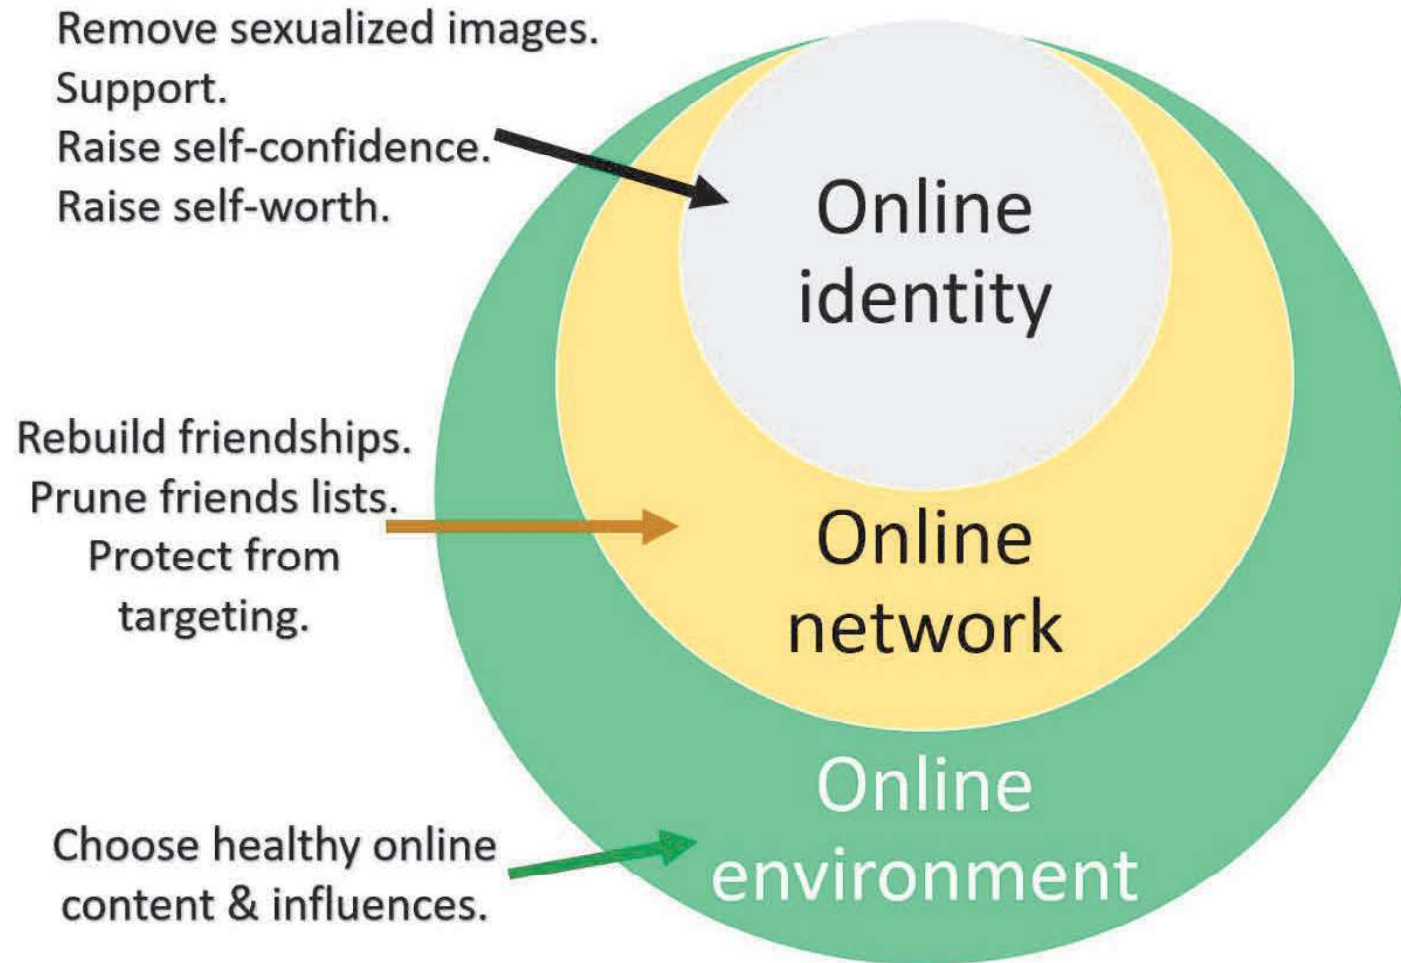 Remove sexualized images.
Support.
Raise self-confidence.
Raise self-worth.
Online
identity
Rebuild friendships.
Prune friends lists.
Protect from
targeting.
Online
network
Choose healthy online
content & influences.
Online
environment